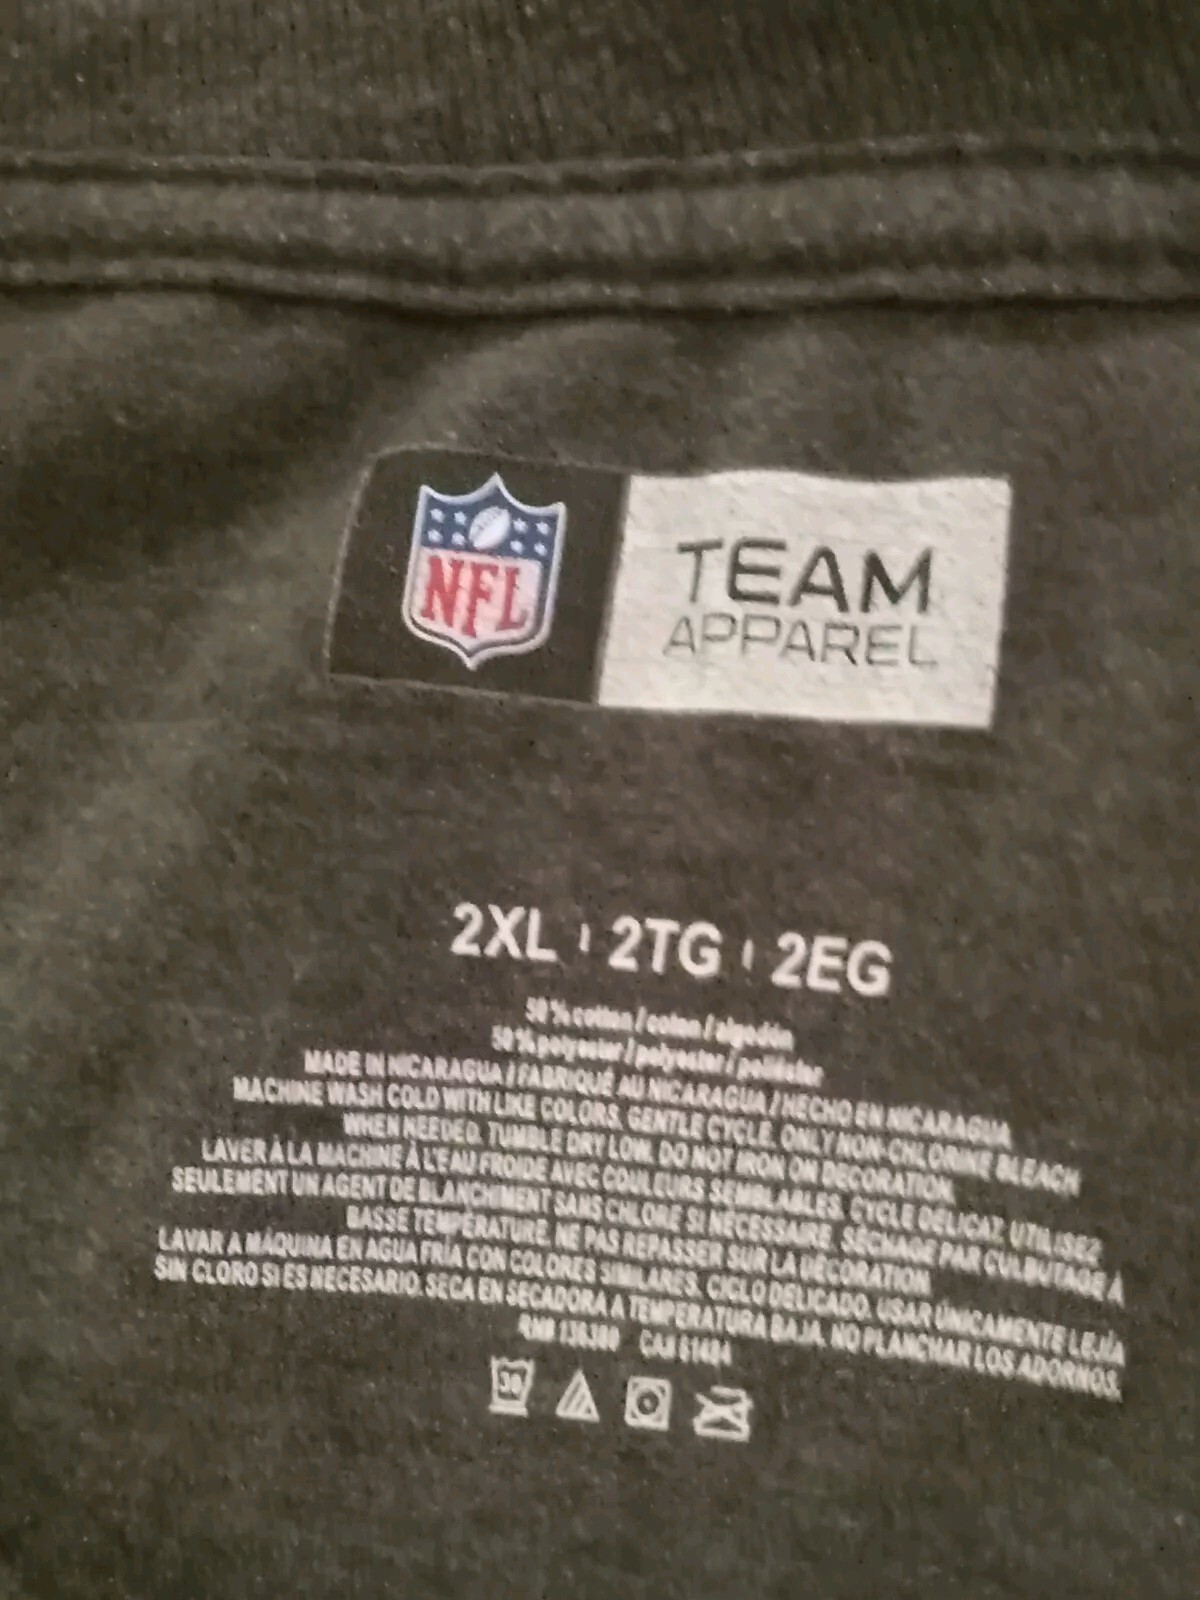 NFL
TEAM
APPAREL
2XL | 2TG | 2EG
50% cotton / coton / algodón
50% polyester / polyester / poliéster
MADE IN NICARAGUA / FABRIQUÉ AU NICARAGUA / HECHO EN NICARAGUA
MACHINE WASH COLD WITH LIKE COLORS. GENTLE CYCLE. ONLY NON-CHLORINE BLEACH
WHEN NEEDED. TUMBLE DRY LOW. DO NOT IRON ON DECORATION.
LAVER À LA MACHINE À L'EAU FROIDE AVEC COULEURS SEMBLABLES. CYCLE DÉLICAT. UTILISEZ
SEULEMENT UN AGENT DE BLANCHIMENT SANS CHLORE SI NÉCESSAIRE. SÉCHAGE PAR CULBUTAGE À
BASSE TEMPÉRATURE. NE PAS REPASSER SUR LA DÉCORATION
LAVAR A MÁQUINA EN AGUA FRÍA CON COLORES SIMILARES. CICLO DELICADO. USAR ÚNICAMENTE LEJÍA
SIN CLORO SI ES NECESARIO. SECA EN SECADORA A TEMPERATURA BAJA. NO PLANCHAR LOS ADORNOS.
RN#
30